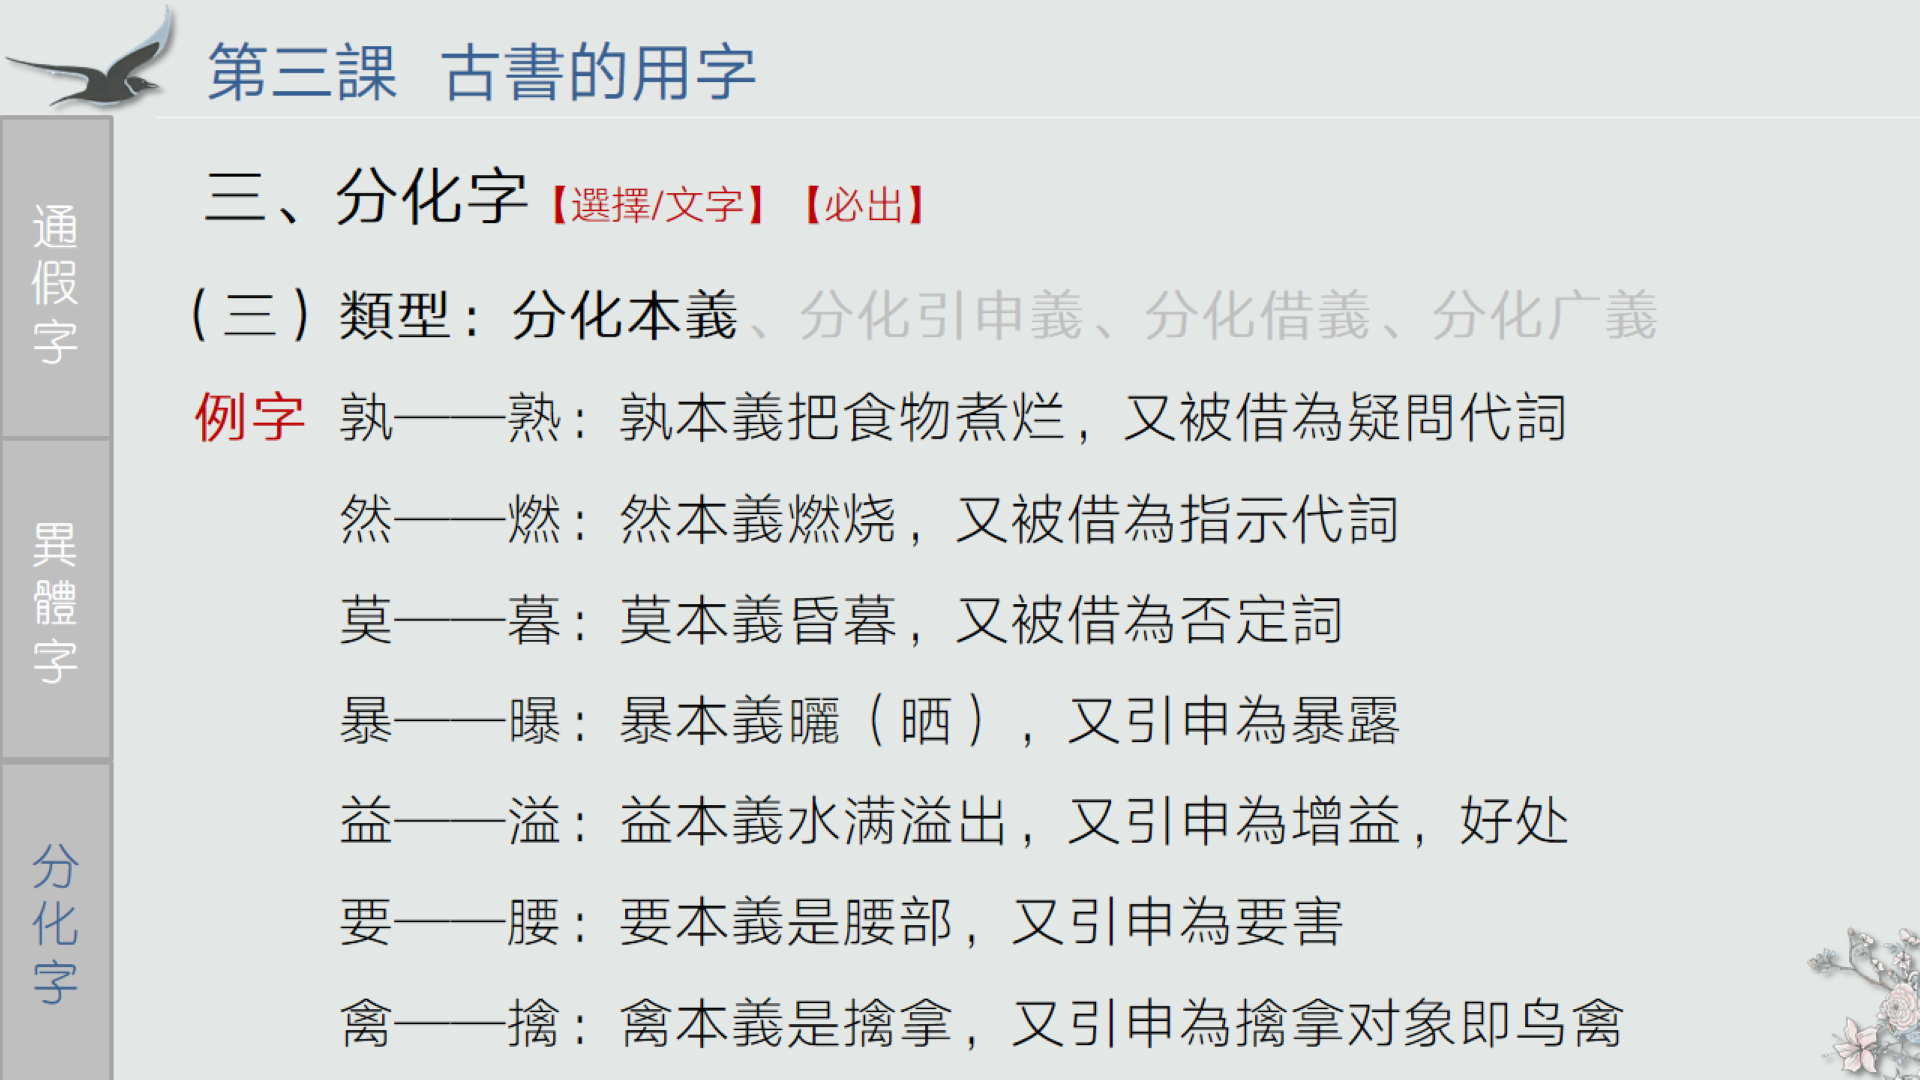 第三課 古書的用字
通假字
異體字
分化字
三、分化字【選擇/文字】【必出】
（三）類型：分化本義、分化引申義、分化借義、分化广義
例字 孰——熟：孰本義把食物煮烂，又被借為疑問代詞
然——燃：然本義燃烧，又被借為指示代詞
莫——暮：莫本義昏暮，又被借為否定詞
暴——曝：暴本義曬（晒），又引申為暴露
益——溢：益本義水满溢出，又引申為增益，好处
要——腰：要本義是腰部，又引申為要害
禽——擒：禽本義是擒拿，又引申為擒拿对象即鸟禽